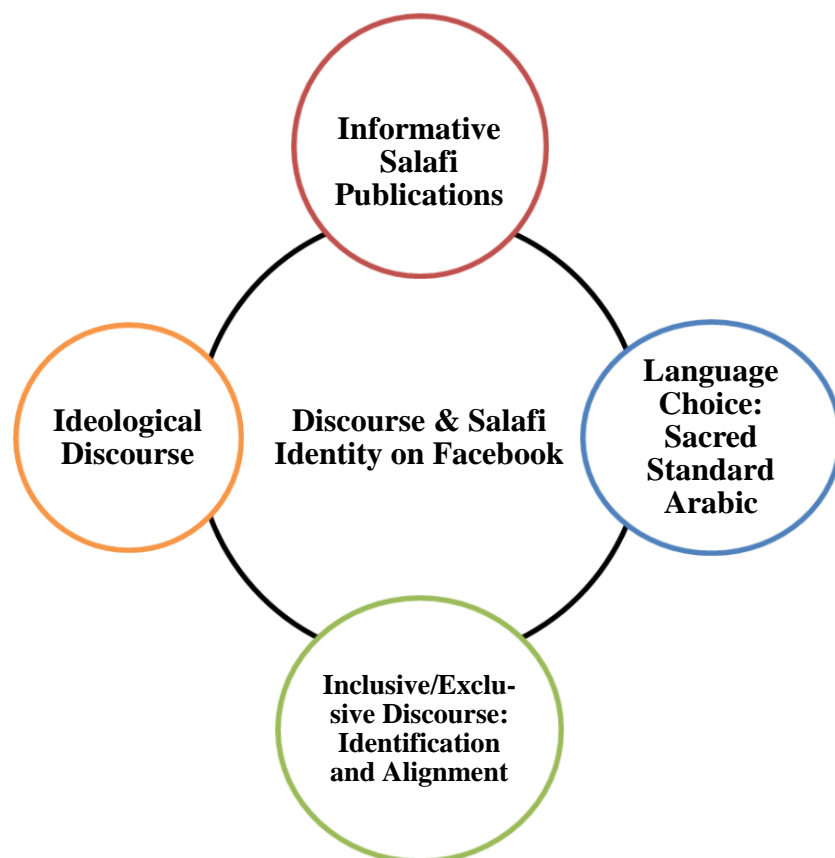 Informative
Salafi
Publications
Ideological
Discourse
Discourse & Salafi
Identity on Facebook
Language
Choice:
Sacred
Standard
Arabic
Inclusive/Exclu-
sive Discourse:
Identification
and Alignment